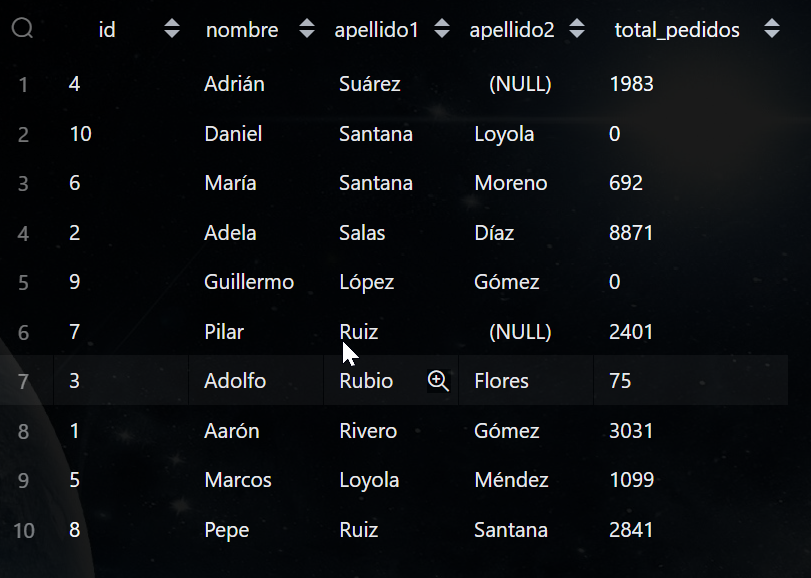 id nombre apellido1 apellido2 total_pedidos
1 4 Adrián Suárez (NULL) 1983
2 10 Daniel Santana Loyola 0
3 6 María Santana Moreno 692
4 2 Adela Salas Díaz 8871
5 9 Guillermo López Gómez 0
6 7 Pilar Ruiz (NULL) 2401
7 3 Adolfo Rubio Flores 75
8 1 Aarón Rivero Gómez 3031
9 5 Marcos Loyola Méndez 1099
10 8 Pepe Ruiz Santana 2841